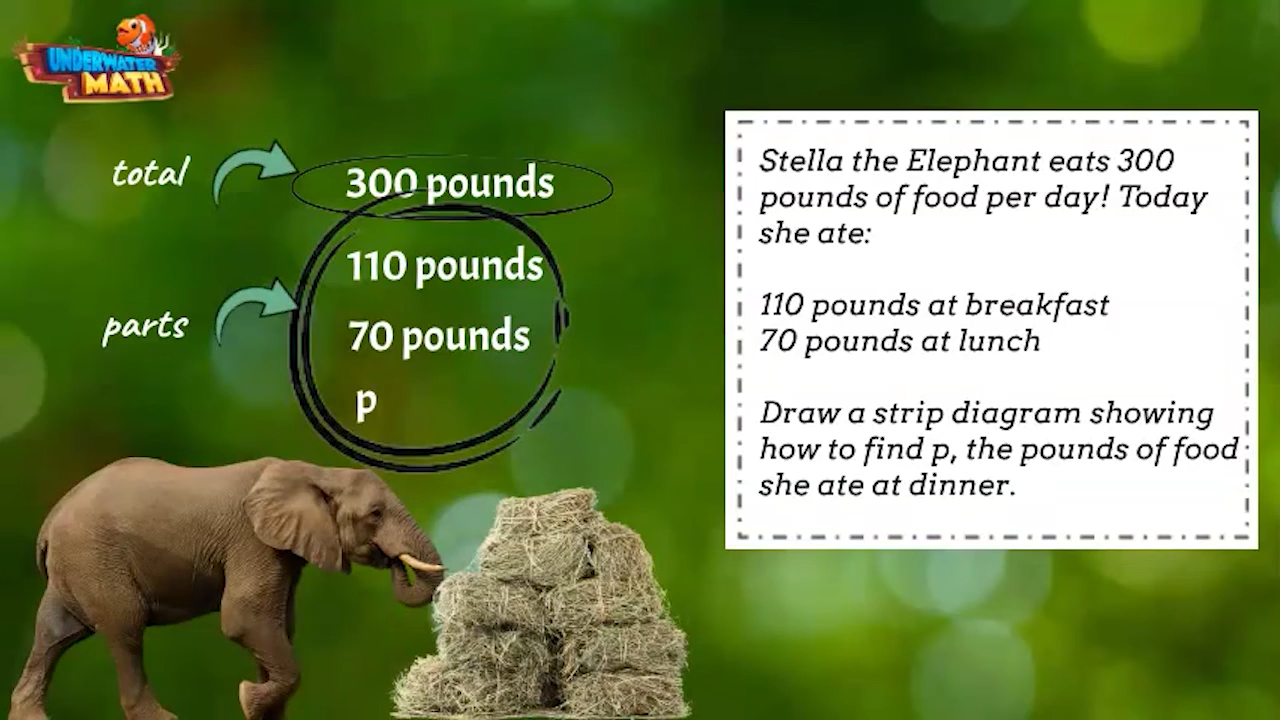 UNDERWATER
MATH
total
300 pounds
110 pounds
parts
70 pounds
p
Stella the Elephant eats 300
pounds of food per day! Today
she ate:
110 pounds at breakfast
70 pounds at lunch
Draw a strip diagram showing
how to find p, the pounds of food
she ate at dinner.